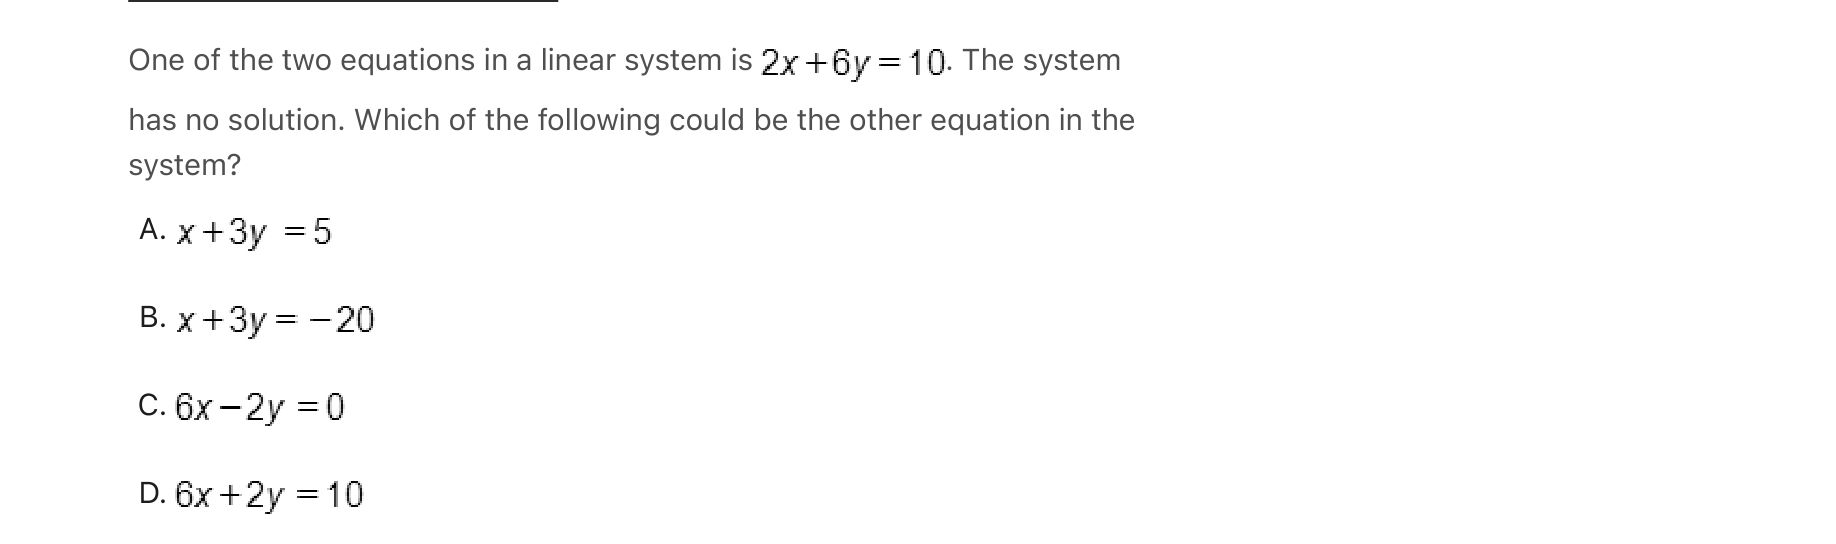 One of the two equations in a linear system is 2x+6y=10. The system
has no solution. Which of the following could be the other equation in the
system?
A. x+3y =5
B. x+3y= −20
C. 6x−2y =0
D. 6x+2y =10